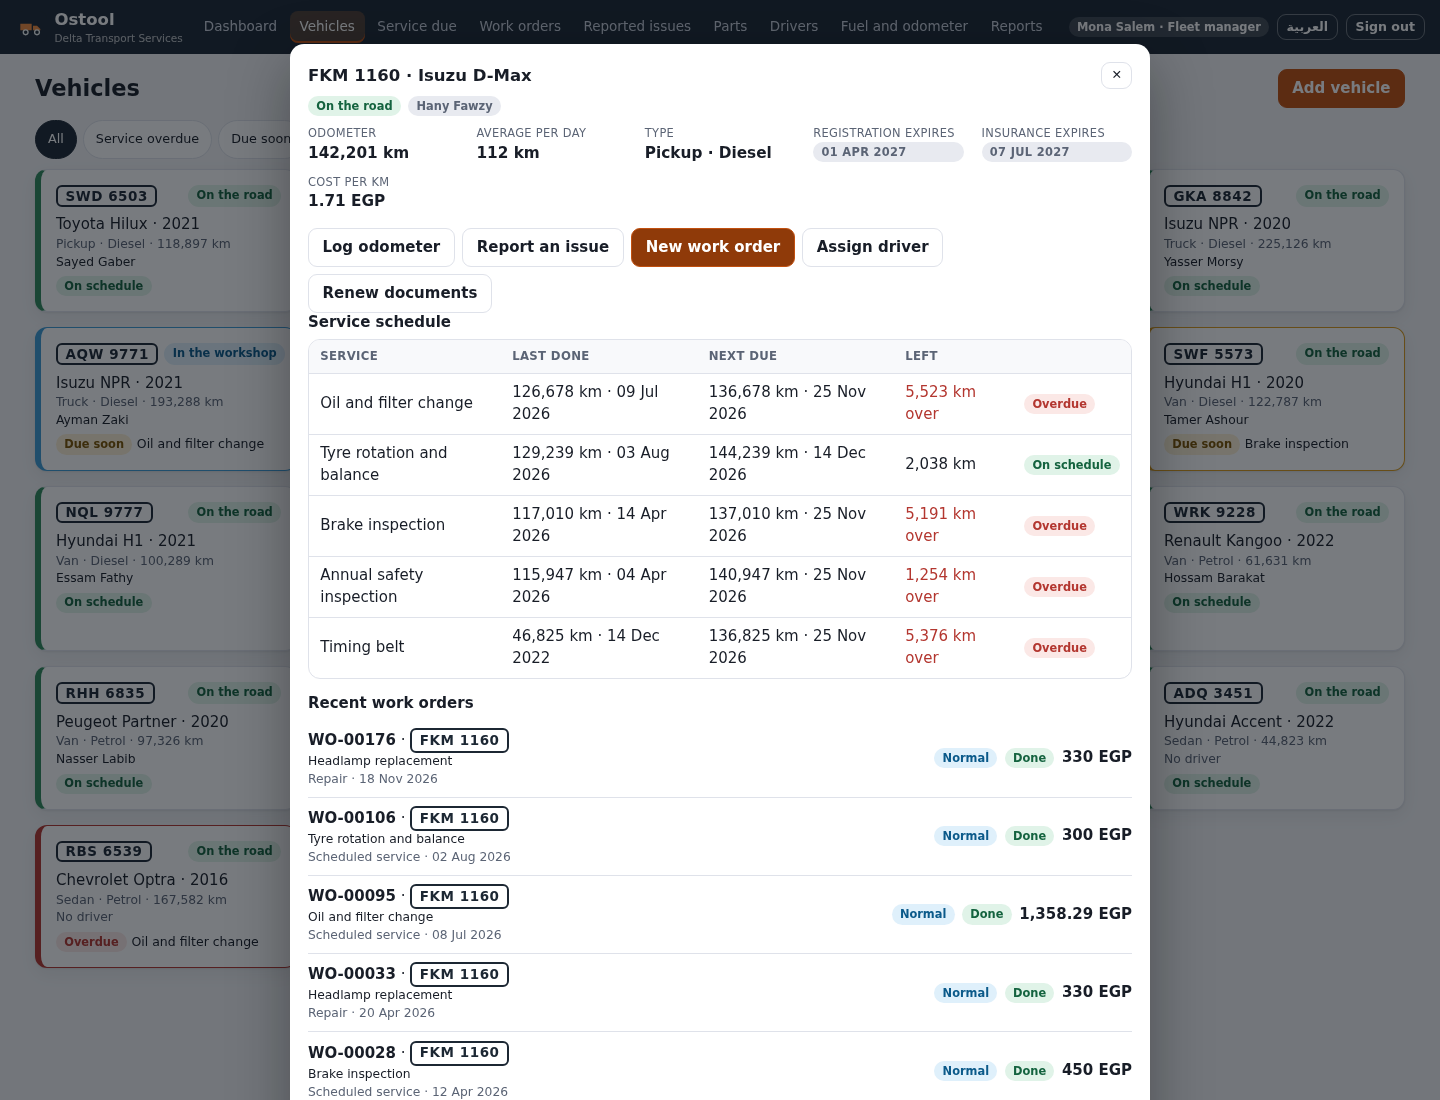 Ostool
Delta Transport Services
Dashboard
Vehicles
Service due
Work orders
Reported issues
Parts
Drivers
Fuel and odometer
Reports
Mona Salem · Fleet manager
العربية
Sign out
Vehicles
Add vehicle
All
Service overdue
Due soon
SWD 6503
On the road
Toyota Hilux · 2021
Pickup · Diesel · 118,897 km
Sayed Gaber
On schedule
AQW 9771
In the workshop
Isuzu NPR · 2021
Truck · Diesel · 193,288 km
Ayman Zaki
Due soon Oil and filter change
NQL 9777
On the road
Hyundai H1 · 2021
Van · Diesel · 100,289 km
Essam Fathy
On schedule
RHH 6835
On the road
Peugeot Partner · 2020
Van · Petrol · 97,326 km
Nasser Labib
On schedule
RBS 6539
On the road
Chevrolet Optra · 2016
Sedan · Petrol · 167,582 km
No driver
Overdue Oil and filter change
FKM 1160 · Isuzu D-Max
✕
On the road
Hany Fawzy
ODOMETER
142,201 km
AVERAGE PER DAY
112 km
TYPE
Pickup · Diesel
REGISTRATION EXPIRES
01 APR 2027
INSURANCE EXPIRES
07 JUL 2027
COST PER KM
1.71 EGP
Log odometer
Report an issue
New work order
Assign driver
Renew documents
Service schedule
SERVICE
LAST DONE
NEXT DUE
LEFT
Oil and filter change
126,678 km · 09 Jul
2026
136,678 km · 25 Nov
2026
5,523 km
over
Overdue
Tyre rotation and
balance
129,239 km · 03 Aug
2026
144,239 km · 14 Dec
2026
2,038 km
On schedule
Brake inspection
117,010 km · 14 Apr
2026
137,010 km · 25 Nov
2026
5,191 km
over
Overdue
Annual safety
inspection
115,947 km · 04 Apr
2026
140,947 km · 25 Nov
2026
1,254 km
over
Overdue
Timing belt
46,825 km · 14 Dec
2022
136,825 km · 25 Nov
2026
5,376 km
over
Overdue
Recent work orders
WO-00176 · FKM 1160
Headlamp replacement
Repair · 18 Nov 2026
Normal Done 330 EGP
WO-00106 · FKM 1160
Tyre rotation and balance
Scheduled service · 02 Aug 2026
Normal Done 300 EGP
WO-00095 · FKM 1160
Oil and filter change
Scheduled service · 08 Jul 2026
Normal Done 1,358.29 EGP
WO-00033 · FKM 1160
Headlamp replacement
Repair · 20 Apr 2026
Normal Done 330 EGP
WO-00028 · FKM 1160
Brake inspection
Scheduled service · 12 Apr 2026
Normal Done 450 EGP
GKA 8842
On the road
Isuzu NPR · 2020
Truck · Diesel · 225,126 km
Yasser Morsy
On schedule
SWF 5573
On the road
Hyundai H1 · 2020
Van · Diesel · 122,787 km
Tamer Ashour
Due soon Brake inspection
WRK 9228
On the road
Renault Kangoo · 2022
Van · Petrol · 61,631 km
Hossam Barakat
On schedule
ADQ 3451
On the road
Hyundai Accent · 2022
Sedan · Petrol · 44,823 km
No driver
On schedule